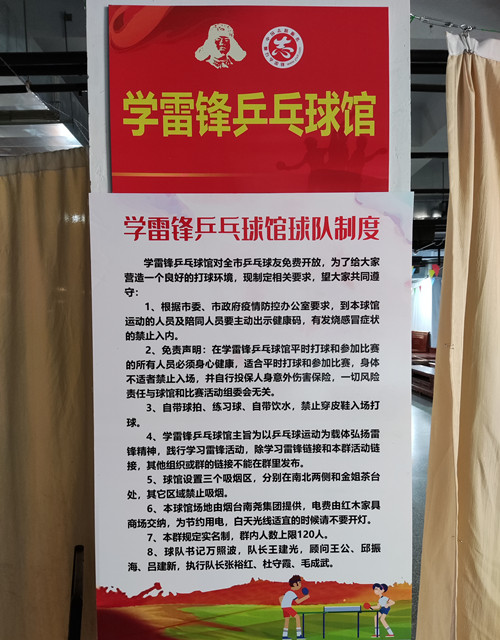 学雷锋乒乓球馆
学雷锋乒乓球馆球队制度
学雷锋乒乓球馆对全市乒乓球友免费开放，为了给大家
营造一个良好的打球环境，现制定相关要求，望大家共同遵
守：
1、根据市委、市政府疫情防控办公室要求，到本球馆
运动的人员及陪同人员要主动出示健康码，有发烧感冒症状
的禁止入内。
2、免责声明：在学雷锋乒乓球馆平时打球和参加比赛
的所有人员必须身心健康，适合平时打球和参加比赛，身体
不适者禁止入场，并自行投保人身意外伤害保险，一切风险
责任与球馆和比赛活动组委会无关。
3、自带球拍、练习球、自带饮水，禁止穿皮鞋入场打
球。
4、学雷锋乒乓球馆主旨为以乒乓球运动为载体弘扬雷
锋精神，践行学习雷锋活动，除学习雷锋链接和本群活动链
接，其他组织或群的链接不能在群里发布。
5、球馆设置三个吸烟区，分别在南北两侧和金姐茶台
处，其它区域禁止吸烟。
6、本球馆场地由烟台南尧集团提供，电费由红木家具
商场交纳，为节约用电，白天光线适宜的时候请不要开灯。
7、本群规定实名制，群内人数上限120人。
8、球队书记万照波，队长王建光，顾问王公、邱振
海、吕建新，执行队长张裕红、杜守霞、毛成武。